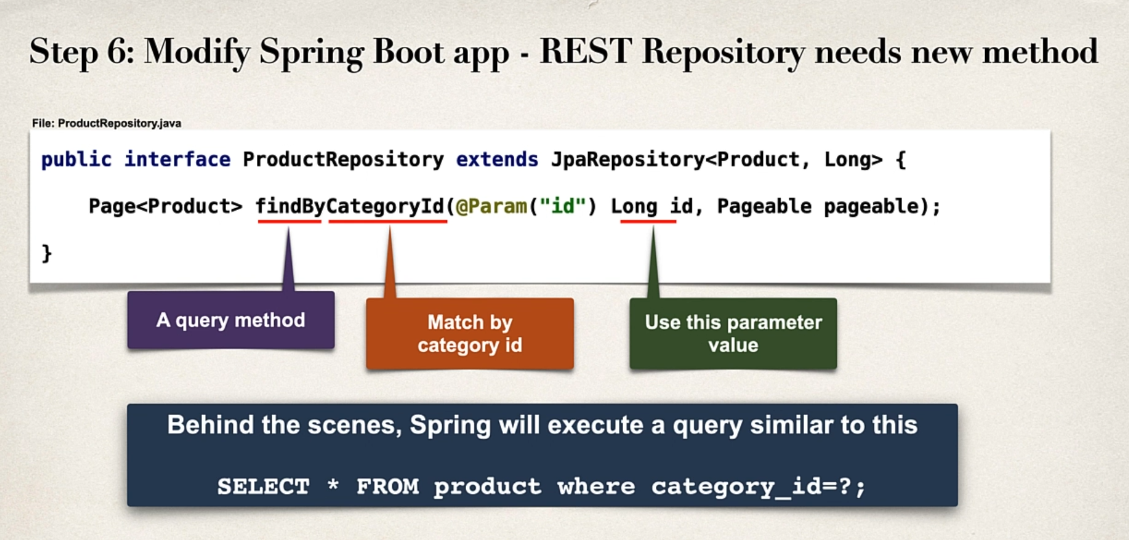 Step 6: Modify Spring Boot app - REST Repository needs new method
File: ProductRepository.java
public interface ProductRepository extends JpaRepository<Product, Long> {
Page<Product> findByCategoryId(@Param("id") Long id, Pageable pageable);
}
A query method
Match by
category id
Use this parameter
value
Behind the scenes, Spring will execute a query similar to this
SELECT * FROM product where category_id=?;